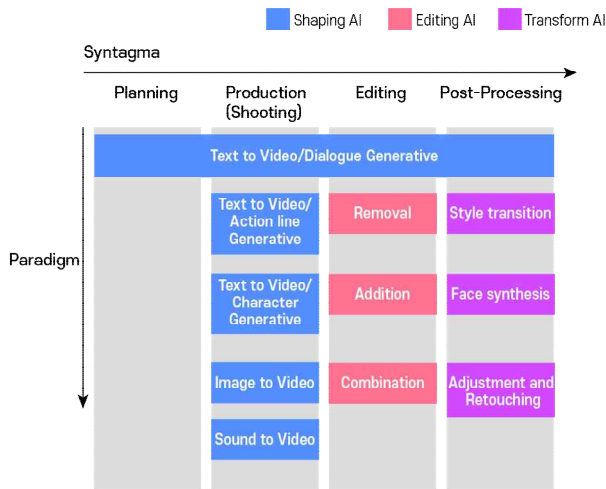 Shaping AI
Editing AI
Transform AI
Syntagma
Planning
Production
(Shooting)
Editing
Post-Processing
Paradigm
Text to Video/Dialogue Generative
Text to Video/
Action line
Generative
Removal
Style transition
Text to Video/
Character
Generative
Addition
Face synthesis
Image to Video
Combination
Adjustment and
Retouching
Sound to Video